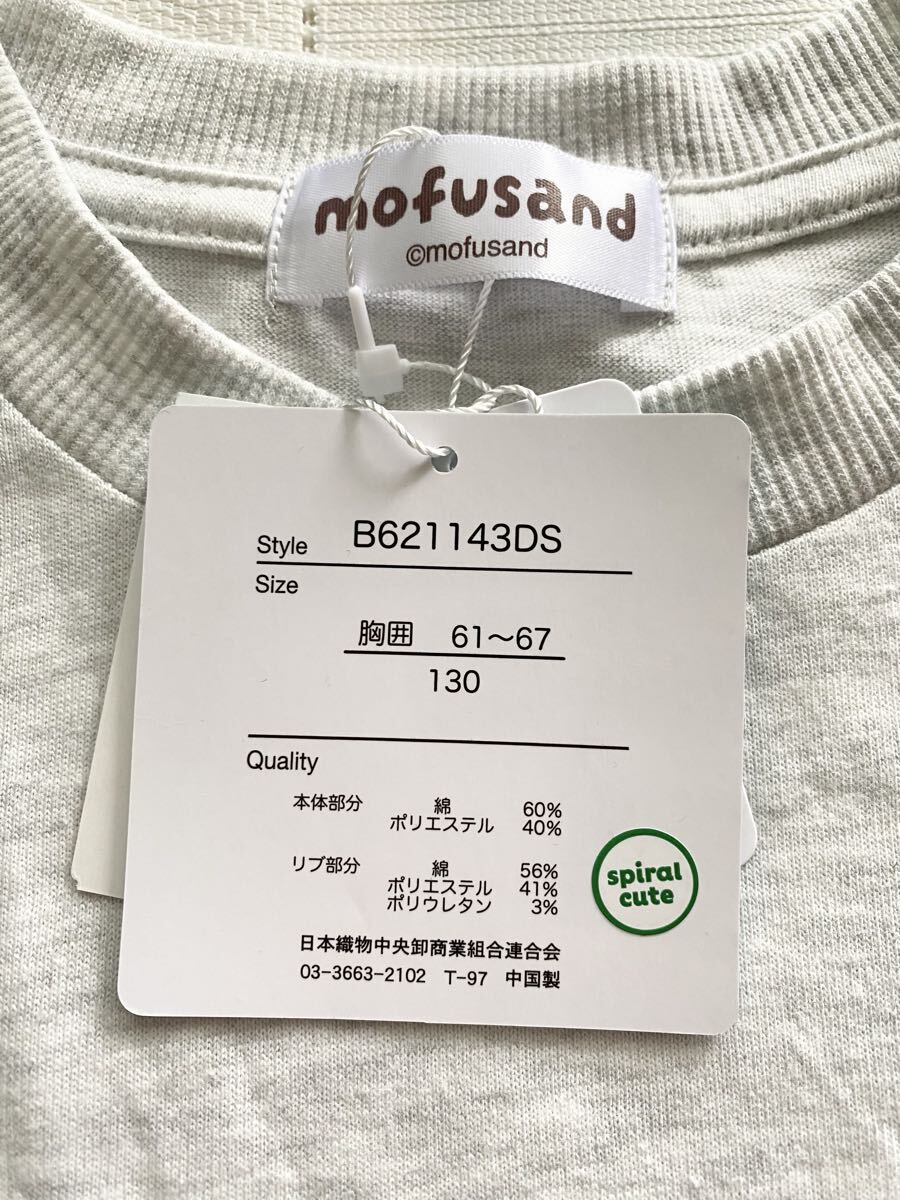 mofusand
©mofusand
Style B621143DS
Size
胸囲 61～67
130
Quality
本体部分 綿 60%
ポリエステル 40%
リブ部分 綿 56%
ポリエステル 41%
ポリウレタン 3%
spiral
cute
日本織物中央卸商業組合連合会
03-3663-2102 T-97 中国製